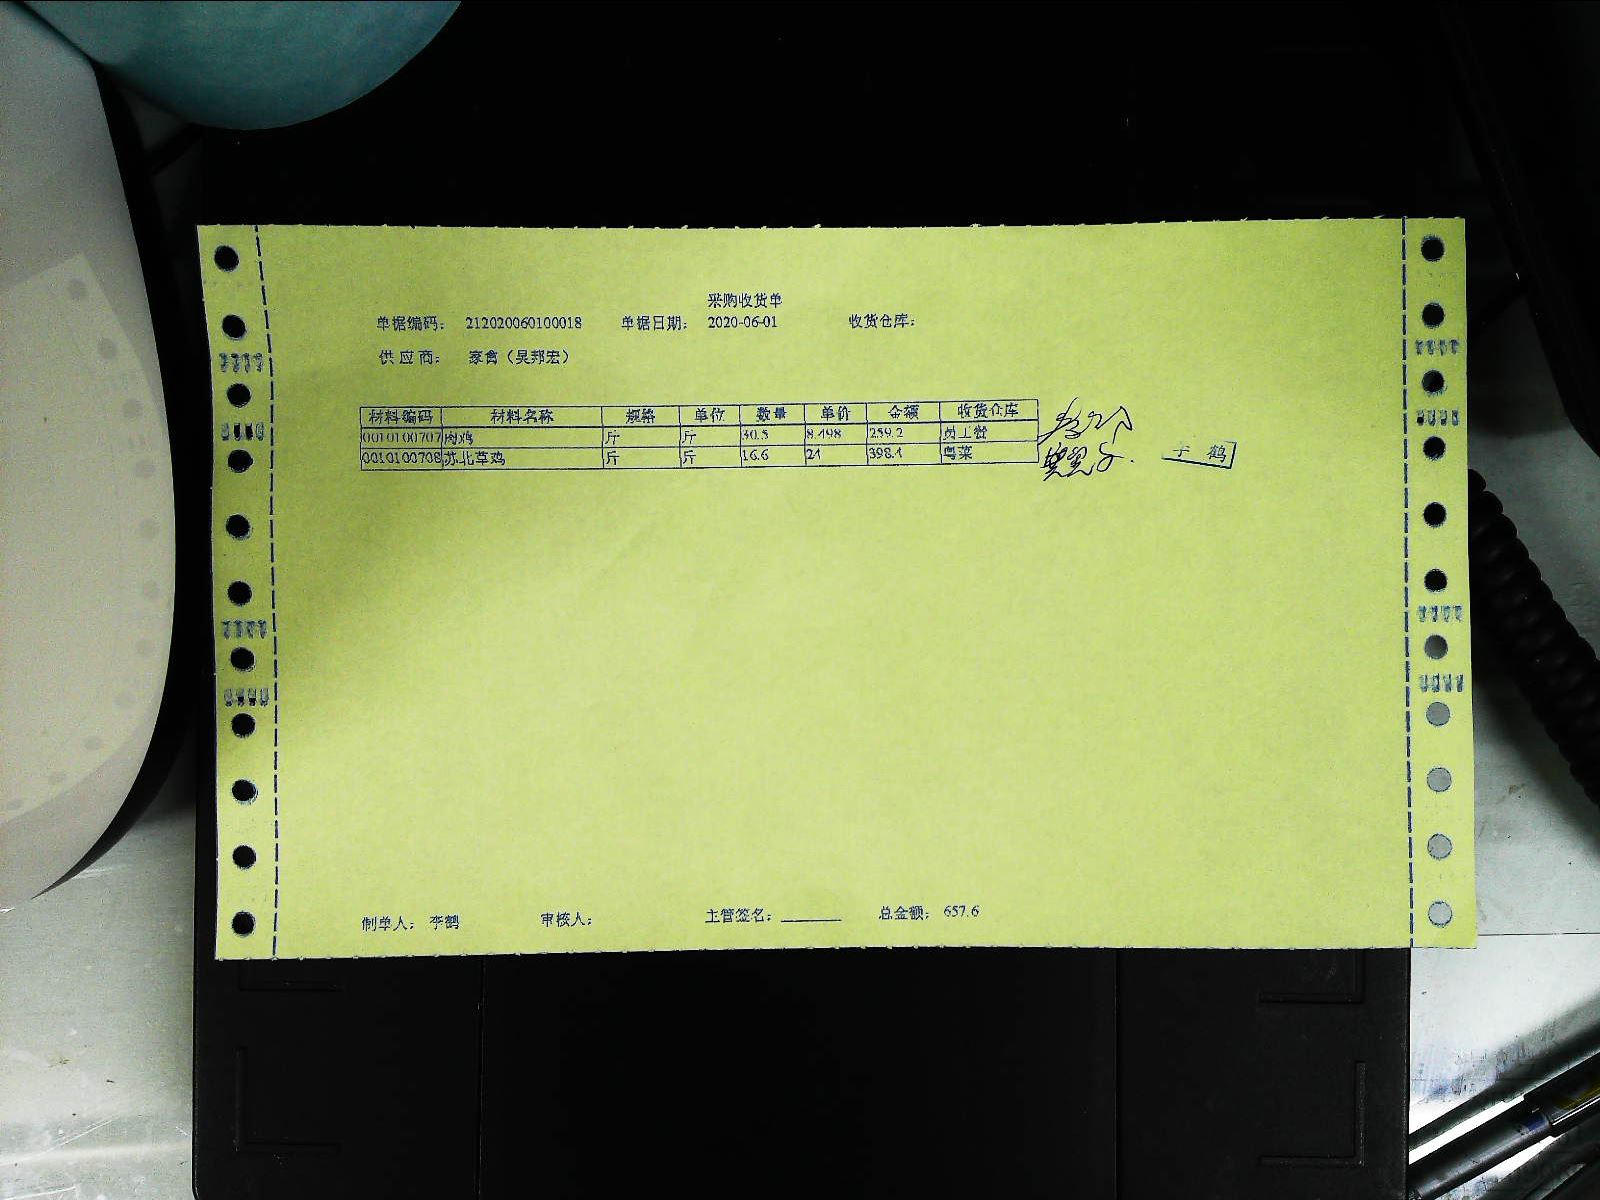 采购收货单
单据编码： 212020060100018 单据日期： 2020-06-01 收货仓库：
供应商： 家禽（吴邦宏）
材料编码 材料名称 规格 单位 数量 单价 金额 收货仓库
0010100707 肉鸡 斤 斤 30.5 8.498 259.2 员工餐
0010100708 苏北草鸡 斤 斤 16.6 24 398.4 粤菜
李鹤
制单人： 李鹤 审核人： 主管签名： 总金额： 657.6